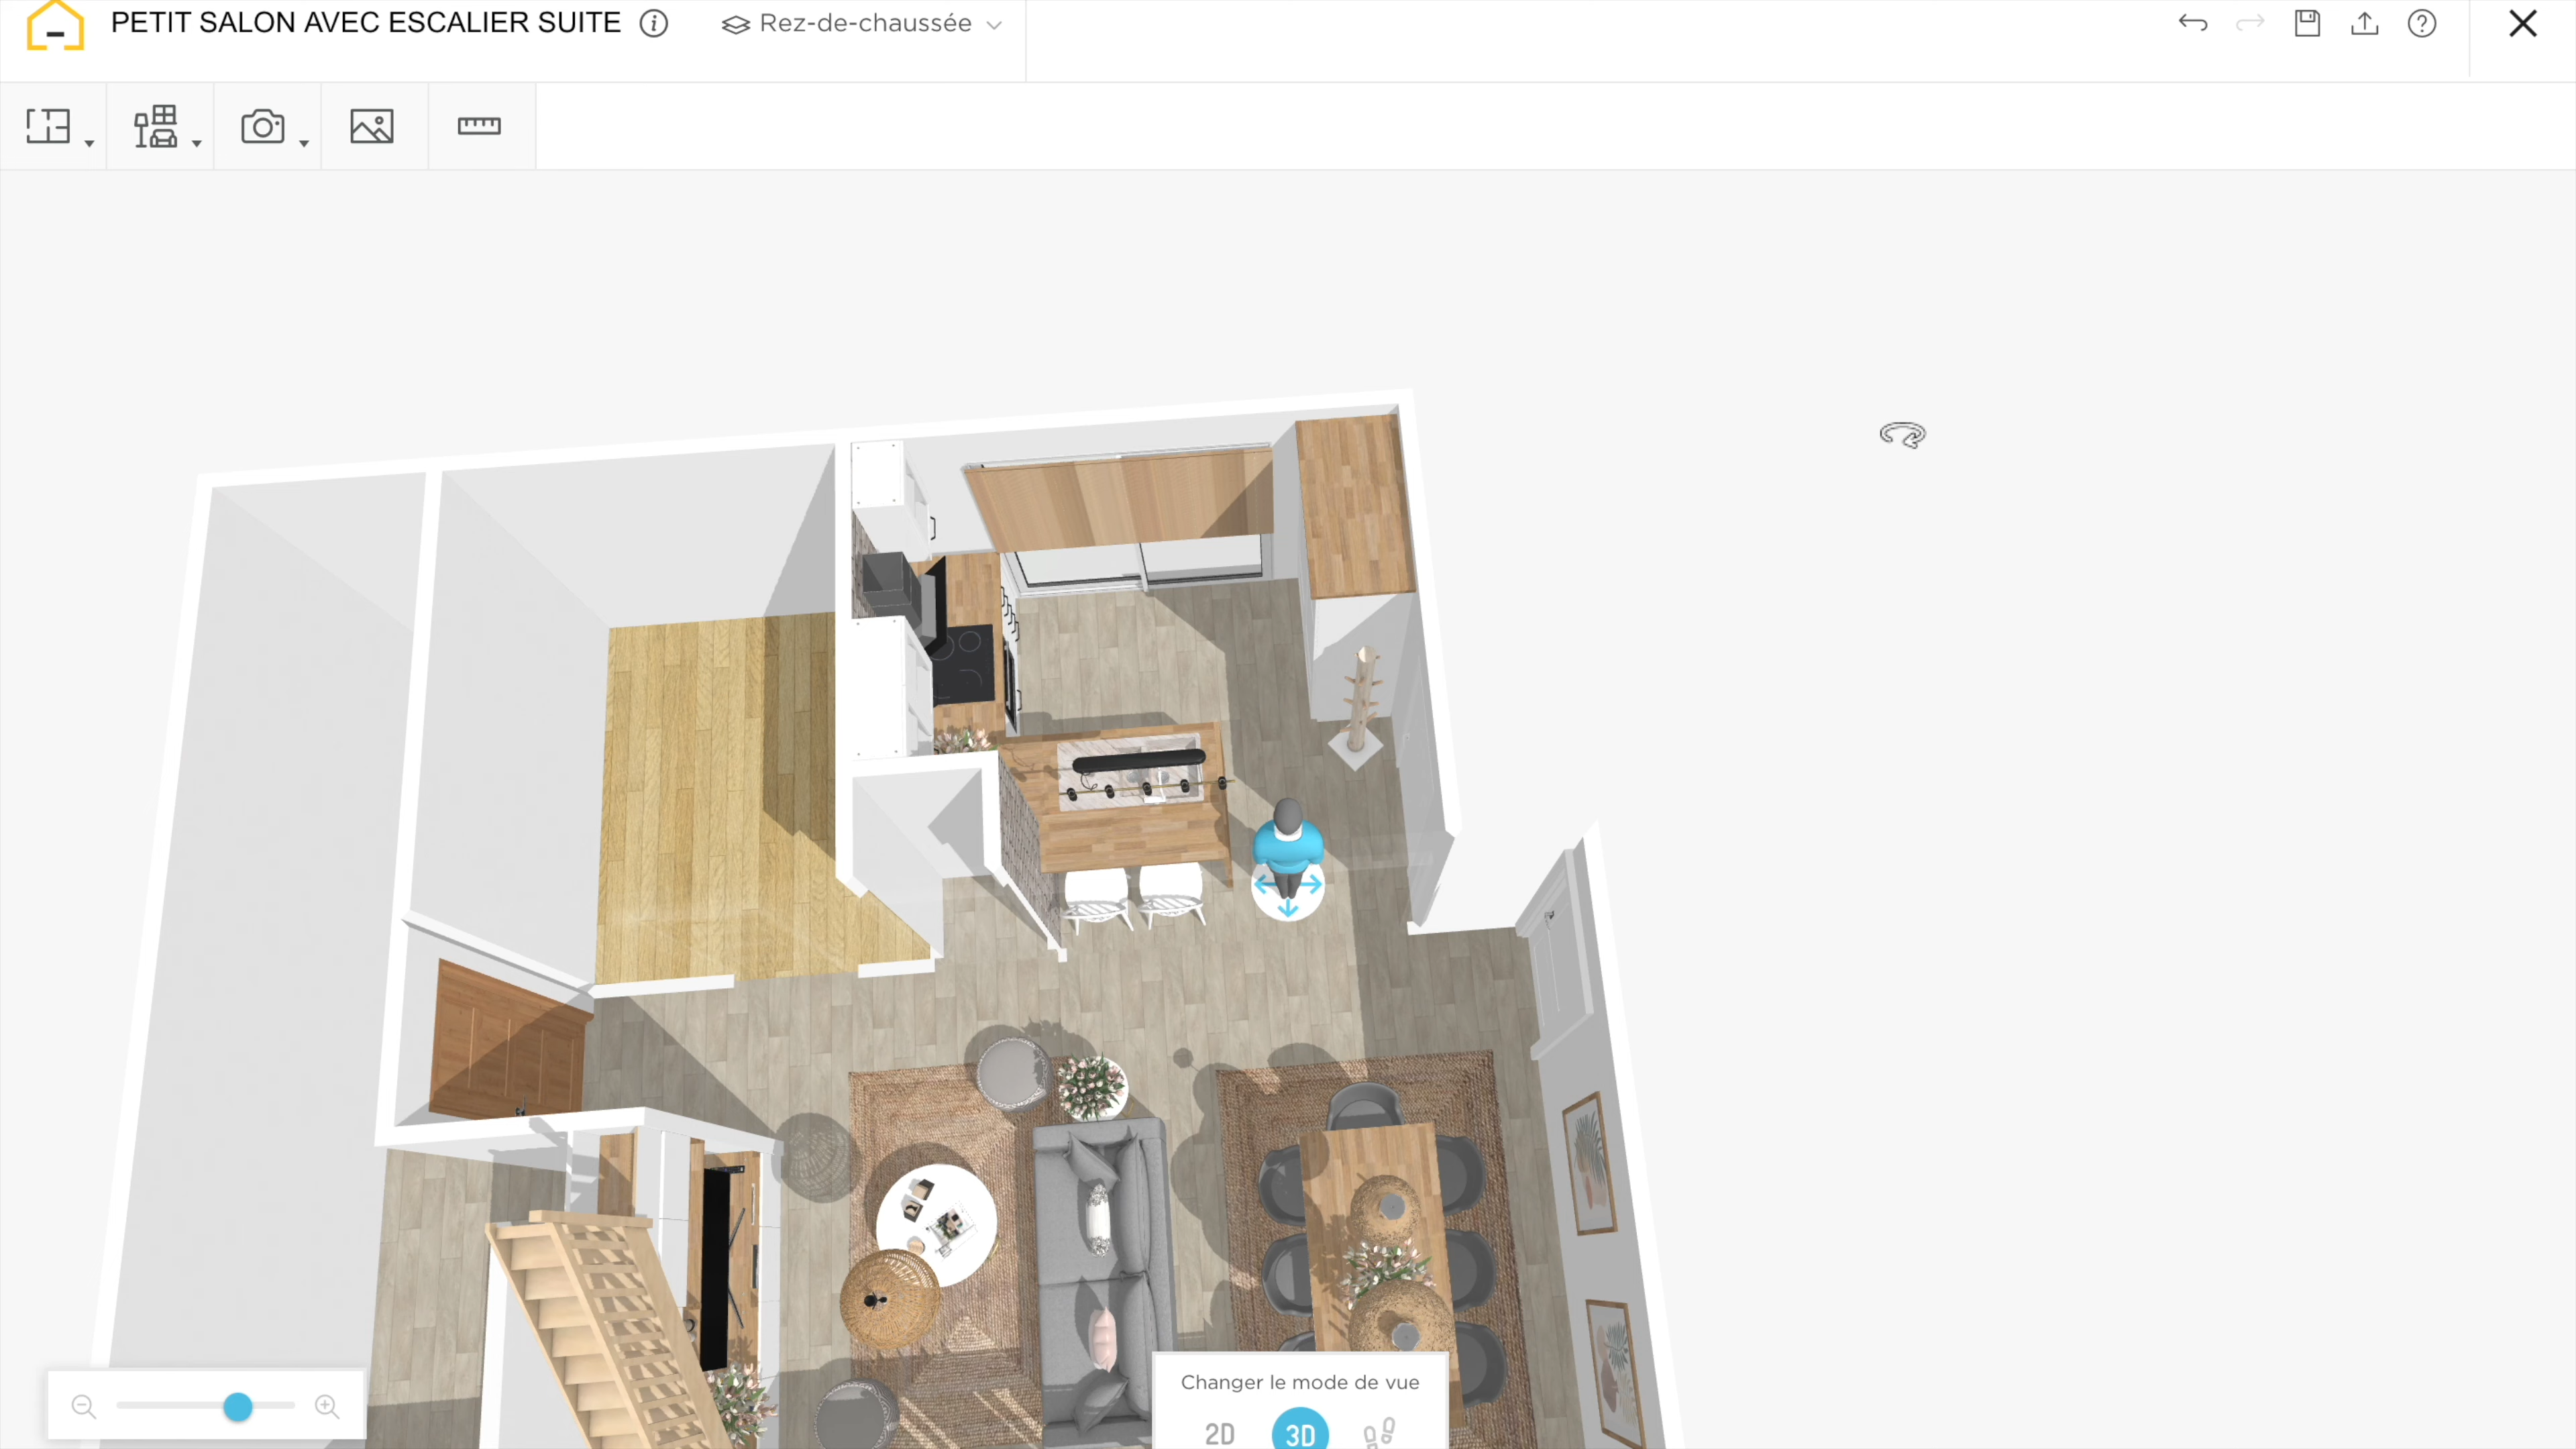 PETIT SALON AVEC ESCALIER SUITE
Rez-de-chaussée
Changer le mode de vue
2D
3D